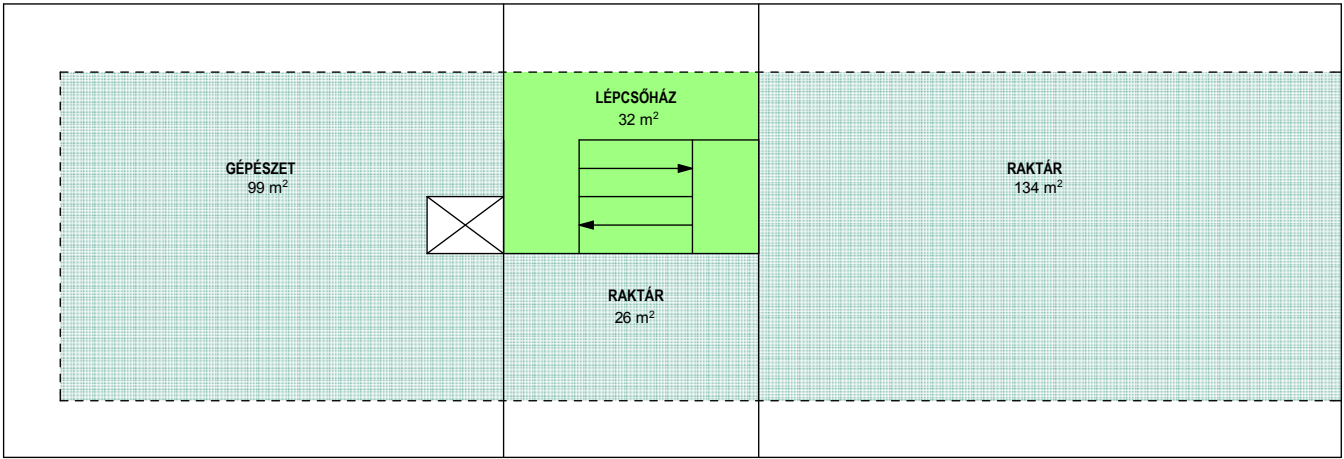 LÉPCSŐHÁZ
32 m²
GÉPÉSZET
99 m²
RAKTÁR
134 m²
RAKTÁR
26 m²